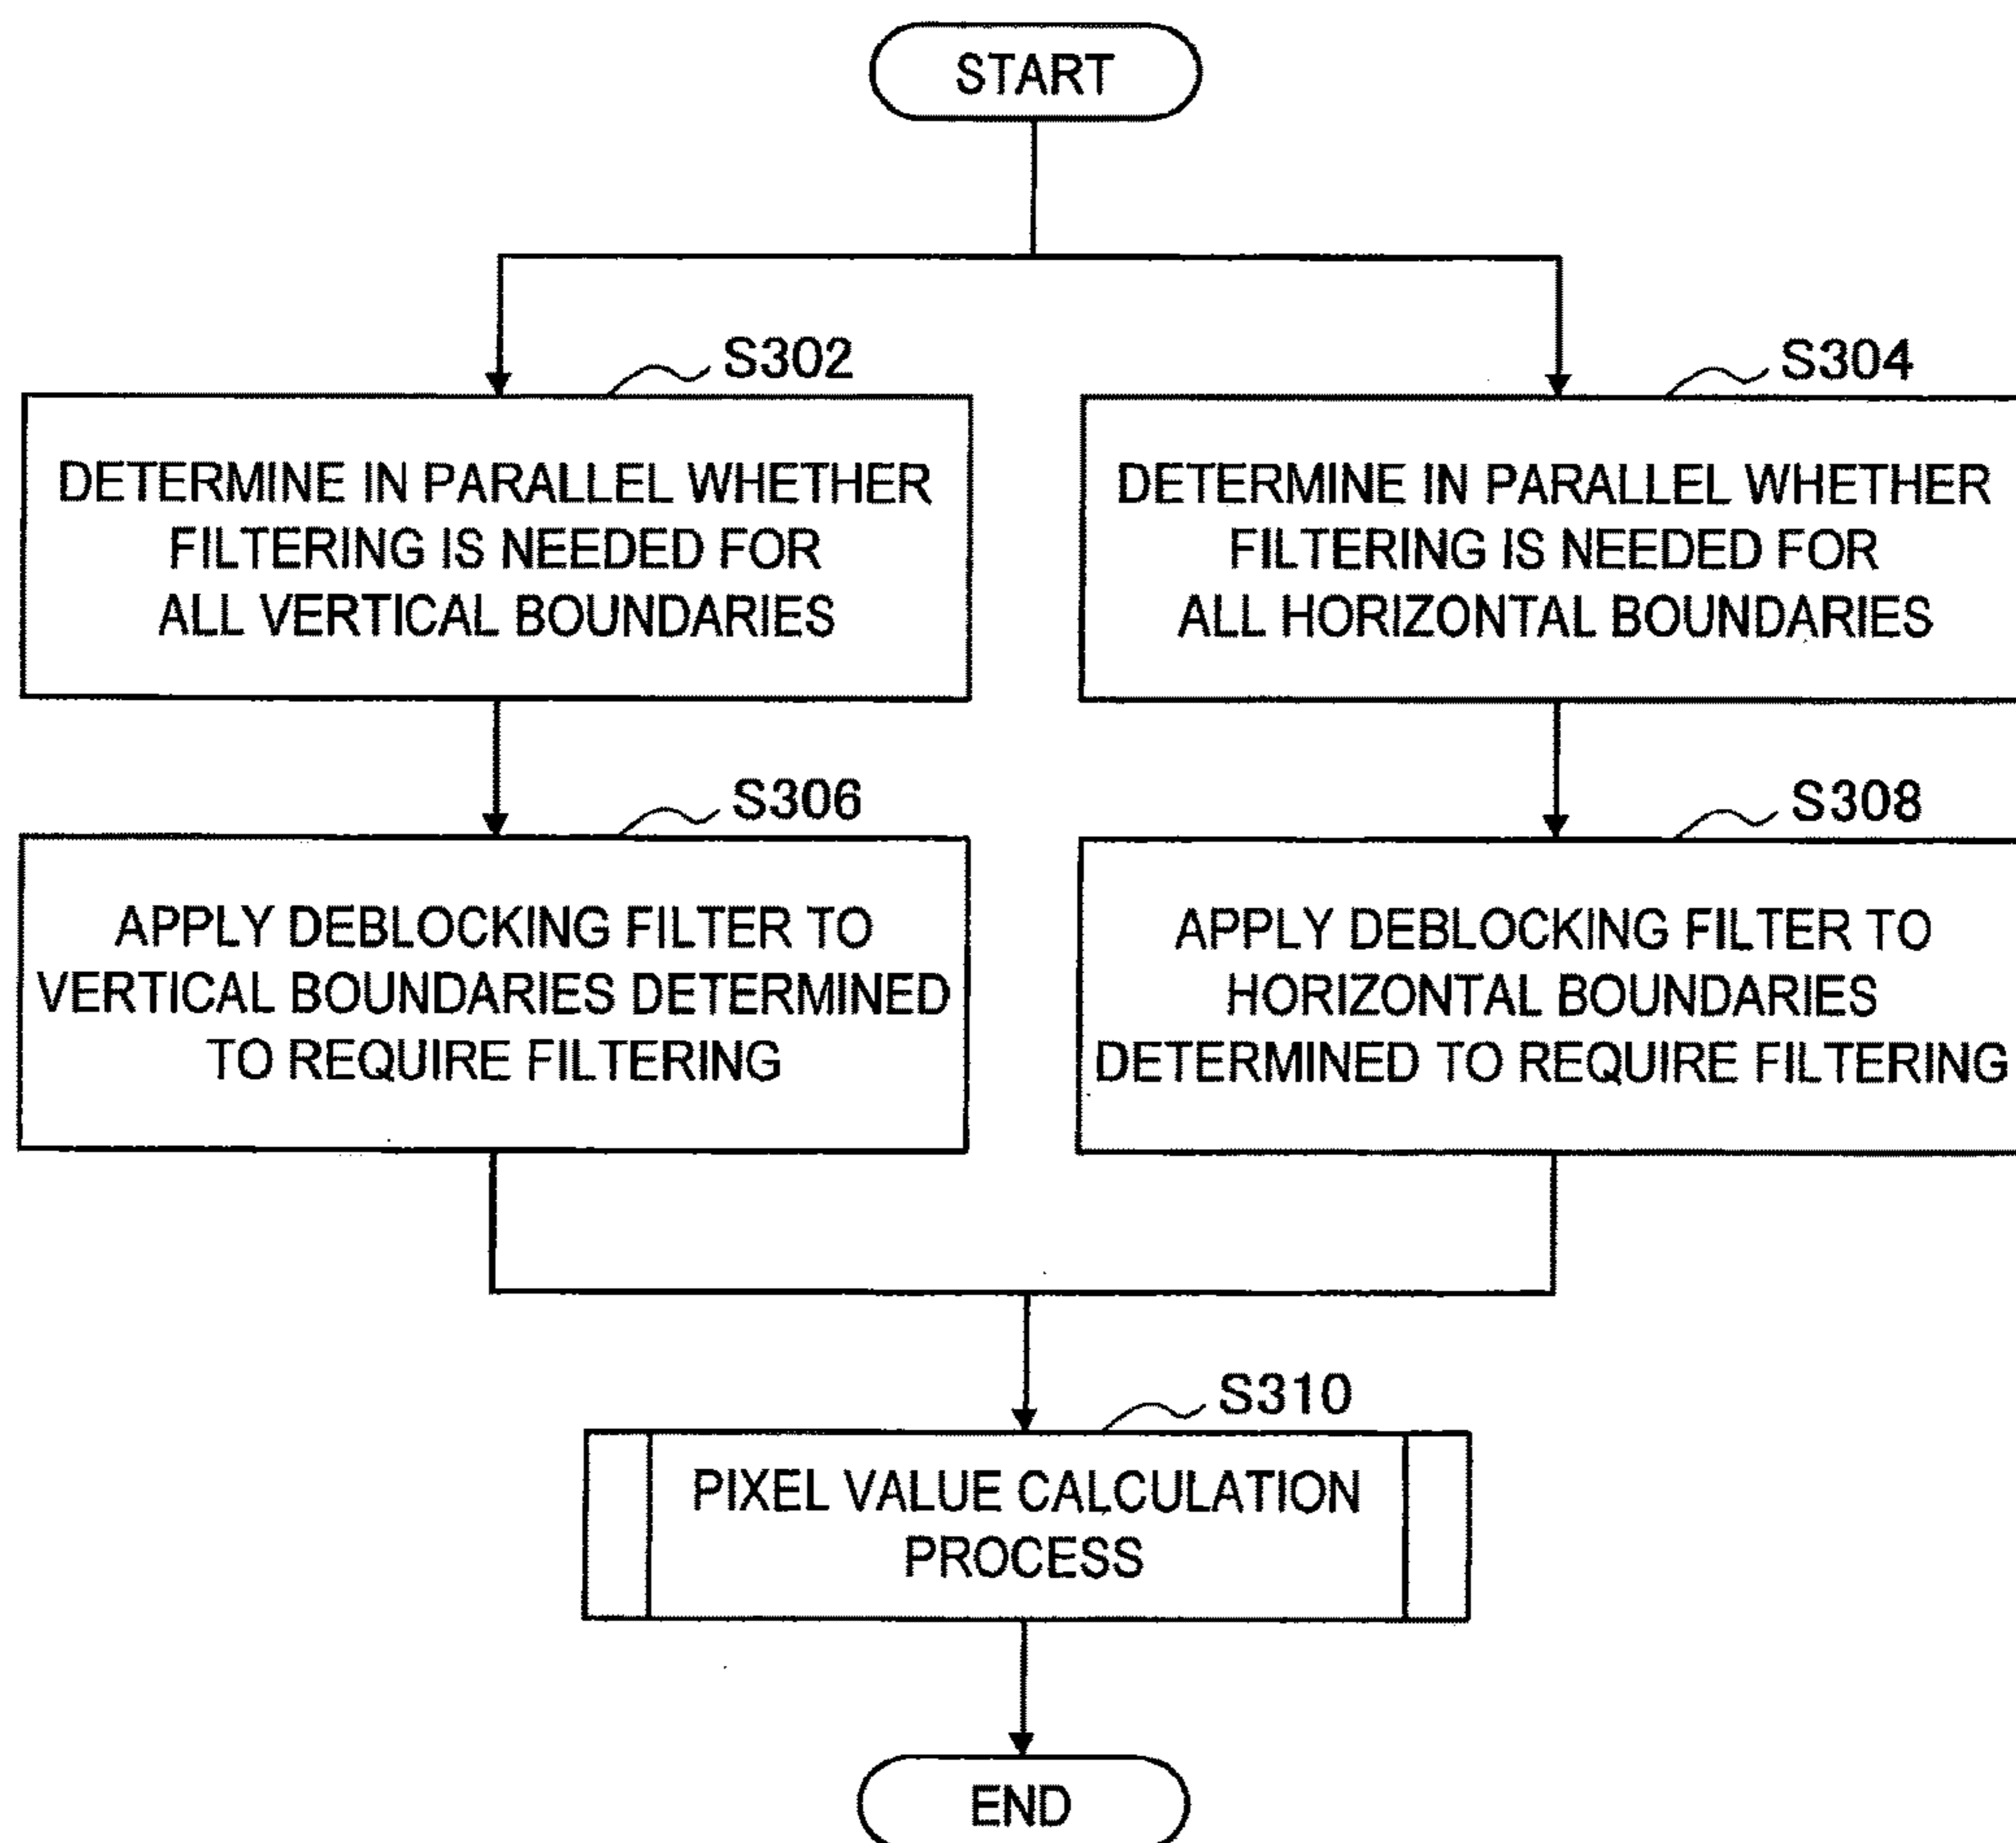 START
S302
DETERMINE IN PARALLEL WHETHER
FILTERING IS NEEDED FOR
ALL VERTICAL BOUNDARIES
S304
DETERMINE IN PARALLEL WHETHER
FILTERING IS NEEDED FOR
ALL HORIZONTAL BOUNDARIES
S306
APPLY DEBLOCKING FILTER TO
VERTICAL BOUNDARIES DETERMINED
TO REQUIRE FILTERING
S308
APPLY DEBLOCKING FILTER TO
HORIZONTAL BOUNDARIES
DETERMINED TO REQUIRE FILTERING
S310
PIXEL VALUE CALCULATION
PROCESS
END